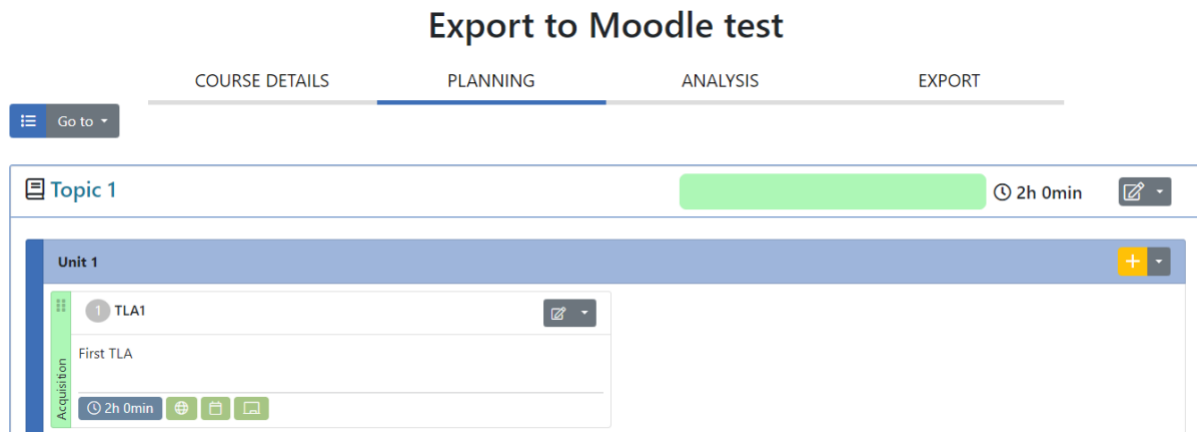 Export to Moodle test
COURSE DETAILS PLANNING ANALYSIS EXPORT
Go to
Topic 1 2h 0min
Unit 1
1 TLA1
First TLA
Acquisition
2h 0min